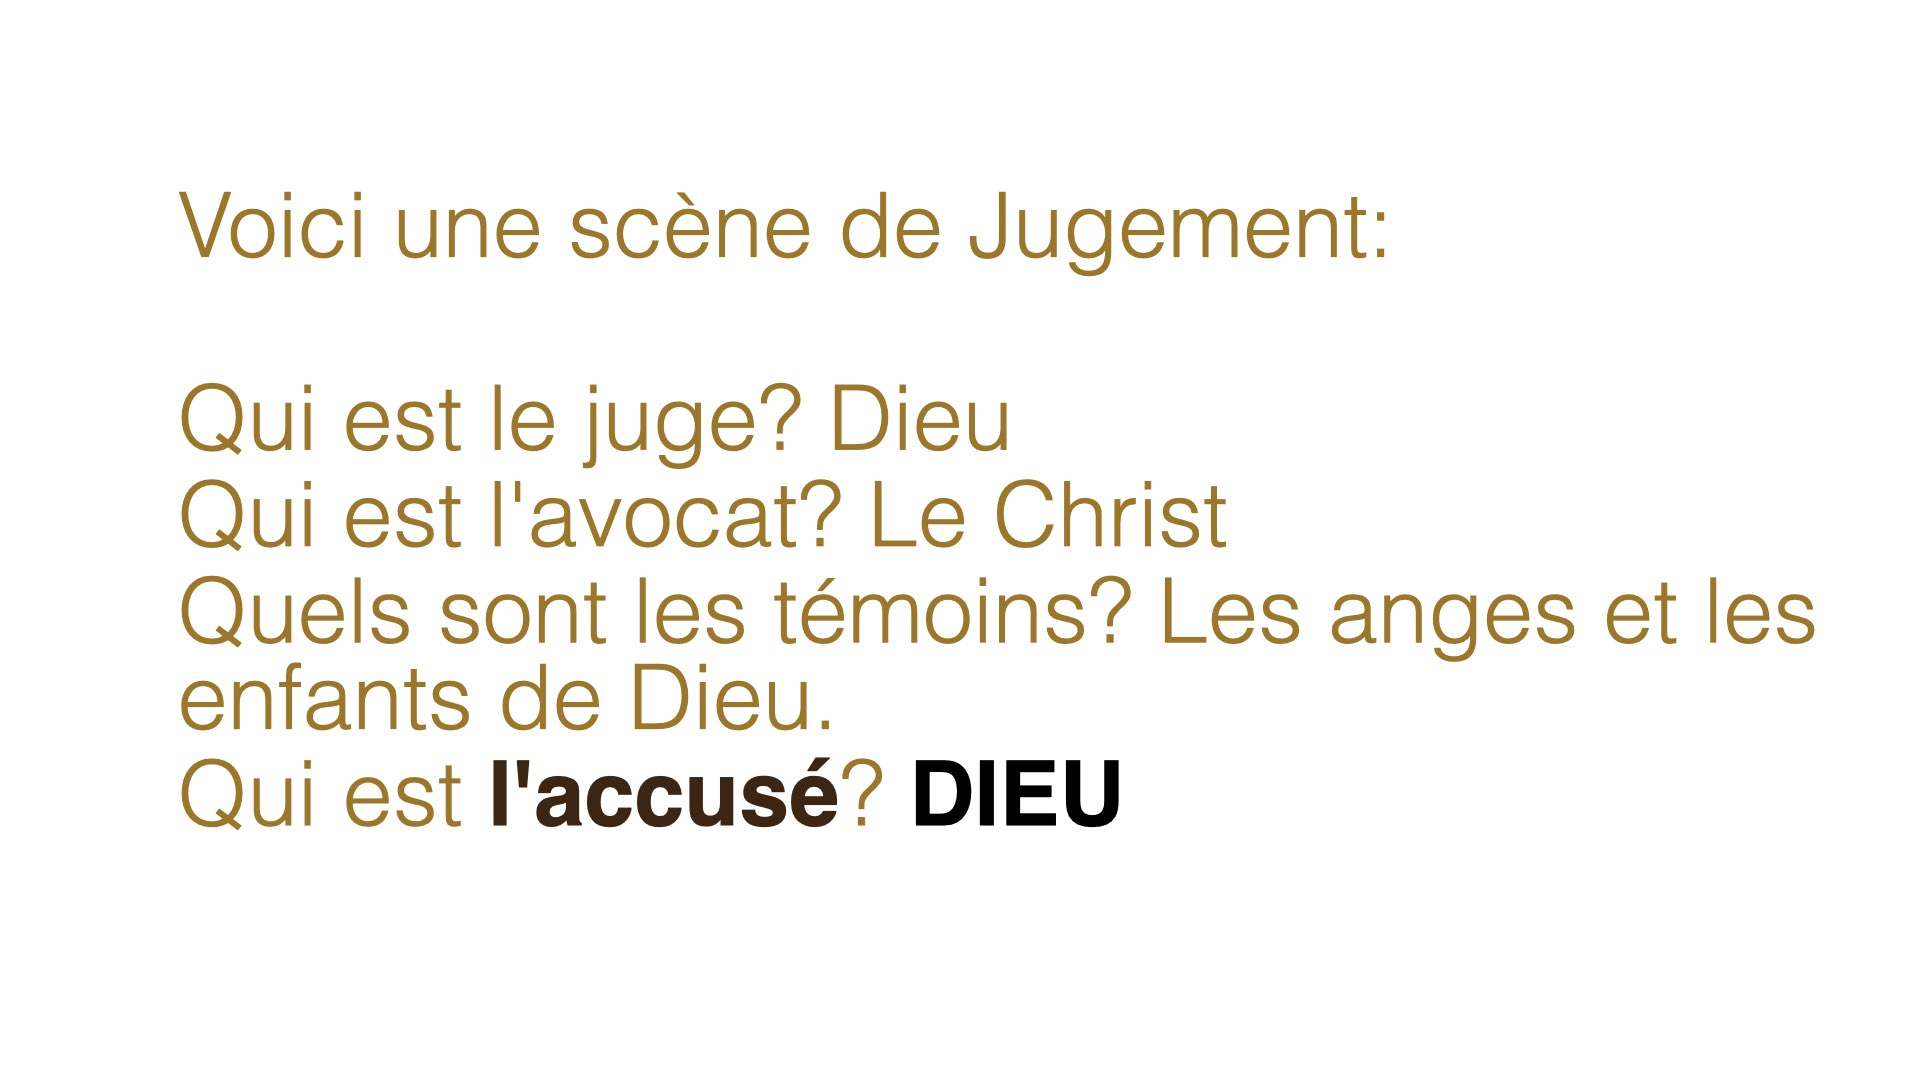 Voici une scène de Jugement:
Qui est le juge? Dieu
Qui est l'avocat? Le Christ
Quels sont les témoins? Les anges et les
enfants de Dieu.
Qui est l'accusé? DIEU